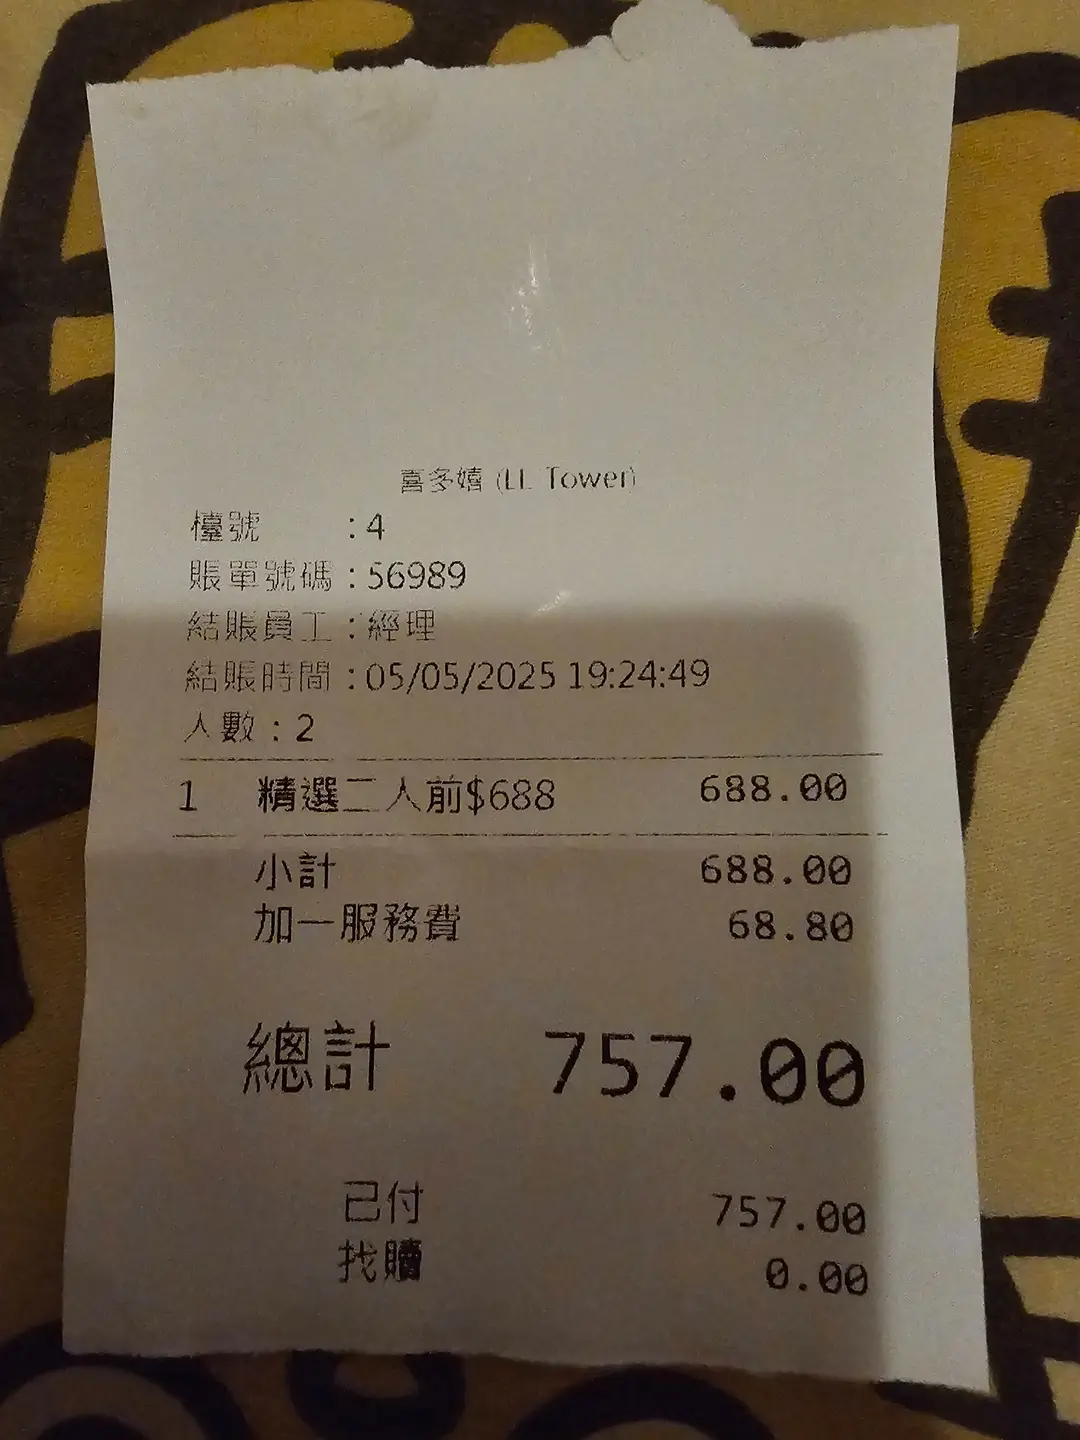 喜多嬉 (LL Tower)
檯號 : 4
賬單號碼 : 56989
結賬員工 : 經理
結賬時間 : 05/05/2025 19:24:49
人數 : 2
1 精選二人前$688 688.00
小計 688.00
加一服務費 68.80
總計 757.00
已付 757.00
找贖 0.00